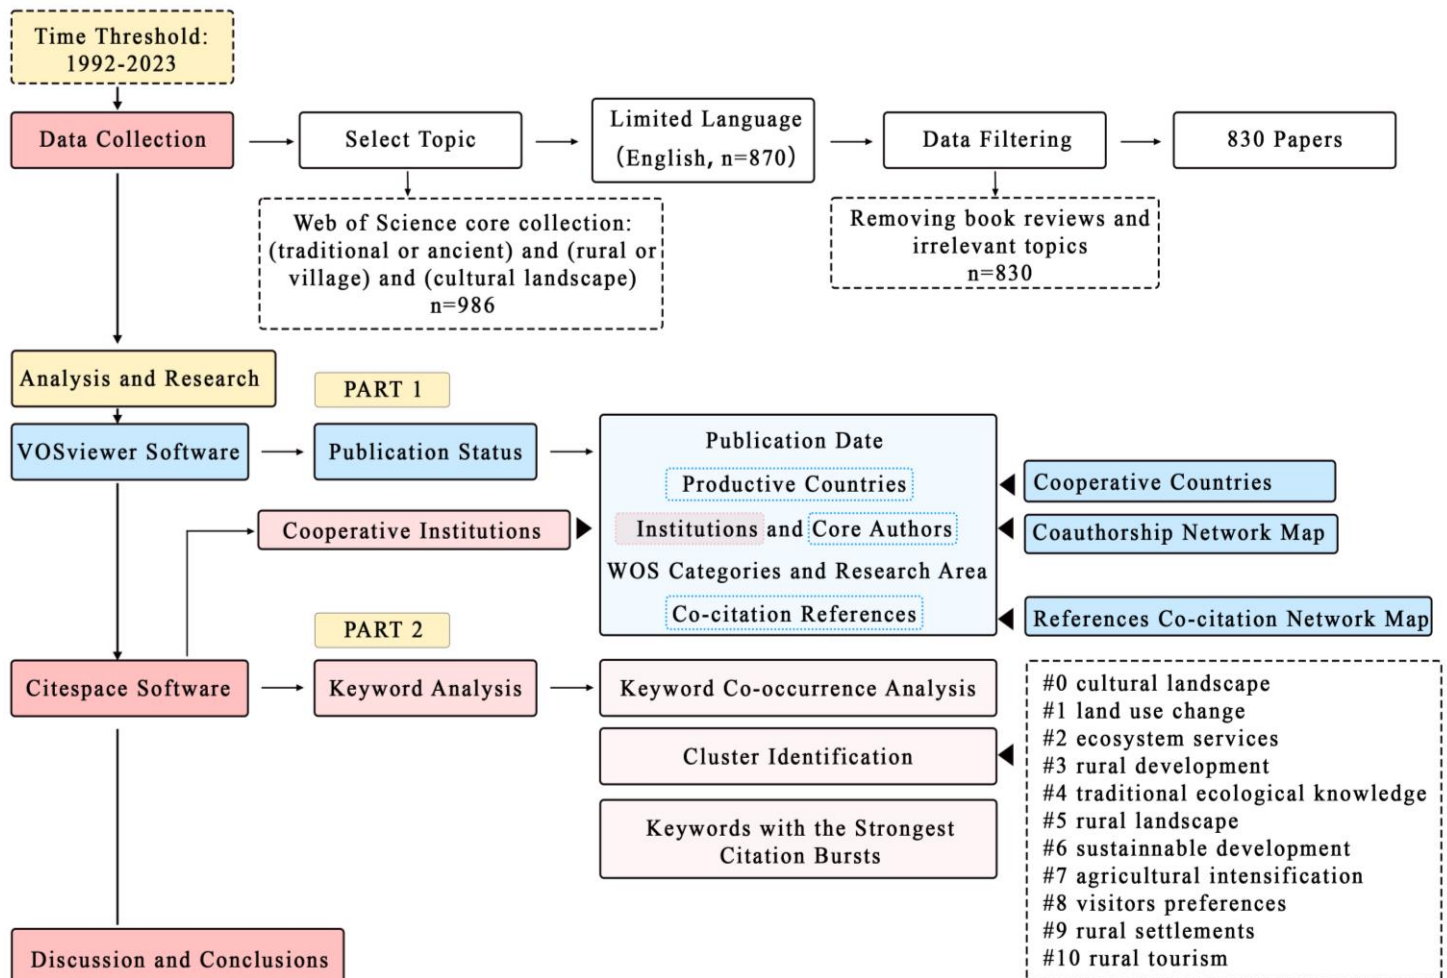 Time Threshold:
1992-2023
Data Collection
Select Topic
Limited Language
(English, n=870)
Data Filtering
830 Papers
Web of Science core collection:
(traditional or ancient) and (rural or
village) and (cultural landscape)
n=986
Removing book reviews and
irrelevant topics
n=830
Analysis and Research
PART 1
VOSviewer Software
Publication Status
Publication Date
Productive Countries
Institutions and Core Authors
WOS Categories and Research Area
Co-citation References
Cooperative Countries
Coauthorship Network Map
References Co-citation Network Map
Cooperative Institutions
PART 2
Citespace Software
Keyword Analysis
Keyword Co-occurrence Analysis
Cluster Identification
Keywords with the Strongest
Citation Bursts
#0 cultural landscape
#1 land use change
#2 ecosystem services
#3 rural development
#4 traditional ecological knowledge
#5 rural landscape
#6 sustainnable development
#7 agricultural intensification
#8 visitors preferences
#9 rural settlements
#10 rural tourism
Discussion and Conclusions